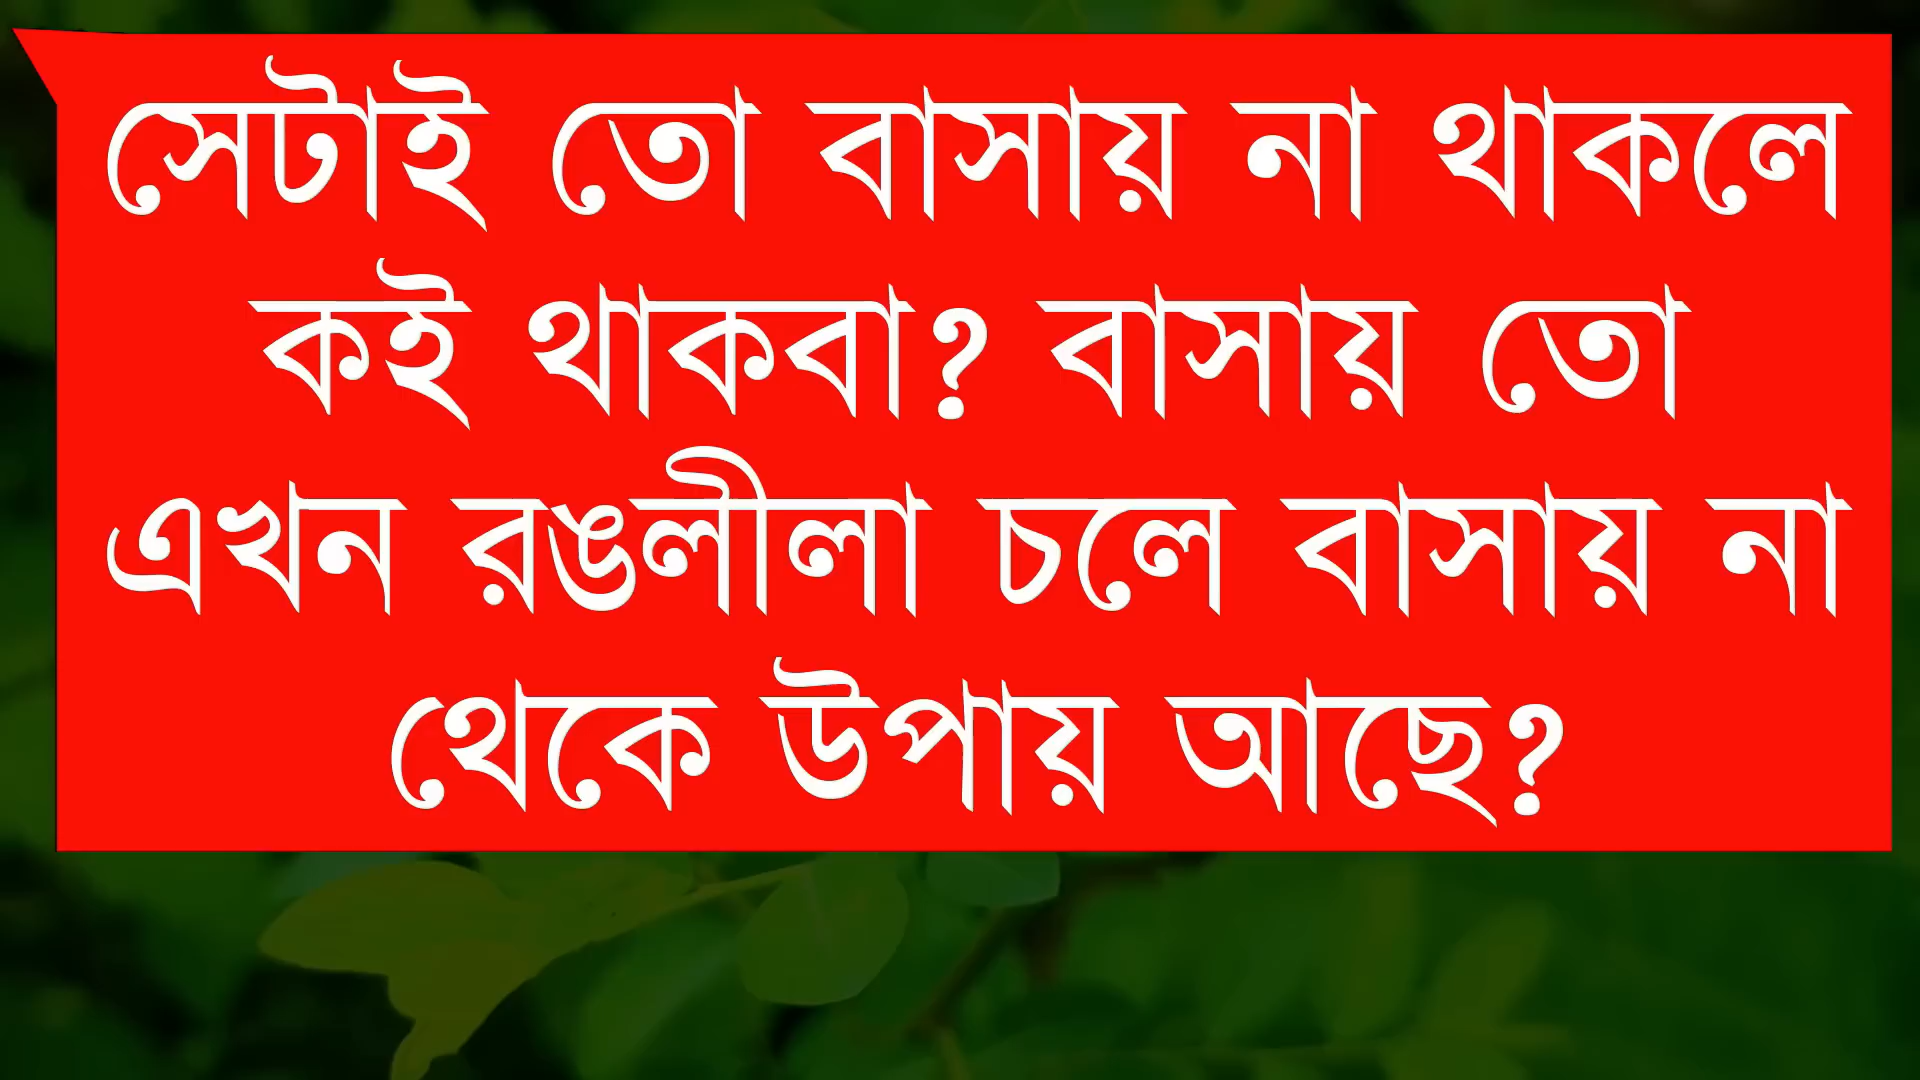 সেটাই তো বাসায় না থাকলে
কই থাকবা? বাসায় তো
এখন রঙলীলা চলে বাসায় না
থেকে উপায় আছে?